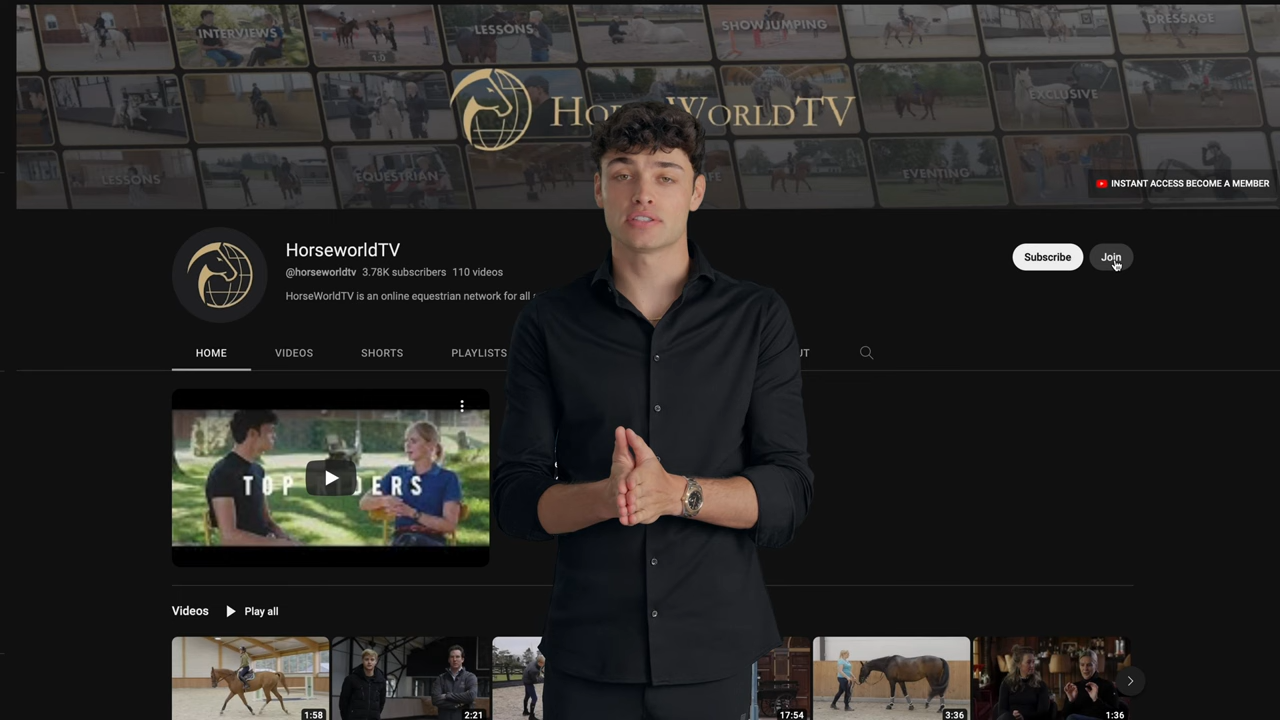 INTERVIEWS
LESSONS
SHOWJUMPING
DRESSAGE
HorseWorldTV
EXCLUSIVE
LESSONS
EQUESTRIAN
EVENTING
INSTANT ACCESS BECOME A MEMBER
HorseworldTV
@horseworldtv 3.78K subscribers 110 videos
HorseWorldTV is an online equestrian network for all
Subscribe
Join
HOME
VIDEOS
SHORTS
PLAYLISTS
TOP
Videos
Play all
1:58
2:21
17:54
3:36
1:36